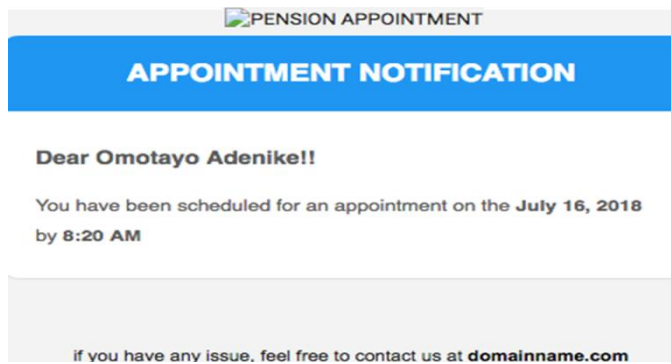 PENSION APPOINTMENT
APPOINTMENT NOTIFICATION
Dear Omotayo Adenike!!
You have been scheduled for an appointment on the July 16, 2018
by 8:20 AM
if you have any issue, feel free to contact us at domainname.com